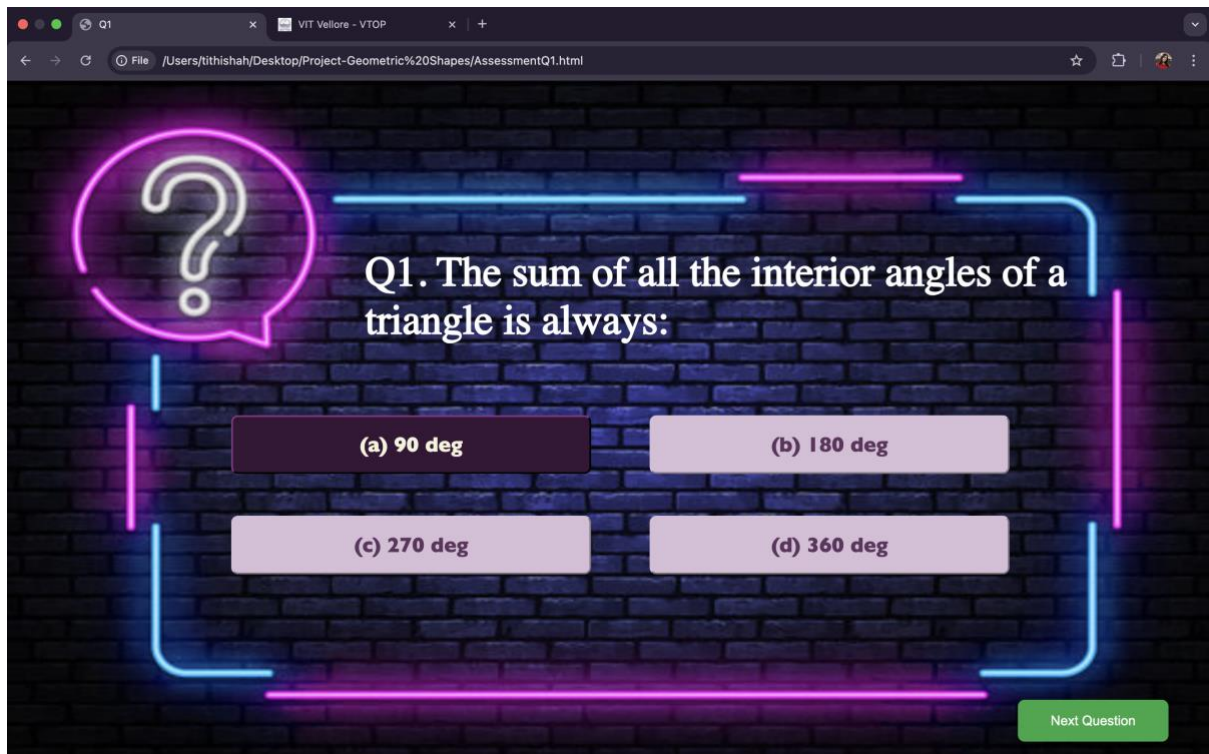 Q1
VIT Vellore - VTOP
File /Users/tithishah/Desktop/Project-Geometric%20Shapes/AssessmentQ1.html
?
Q1. The sum of all the interior angles of a
triangle is always:
(a) 90 deg
(b) 180 deg
(c) 270 deg
(d) 360 deg
Next Question